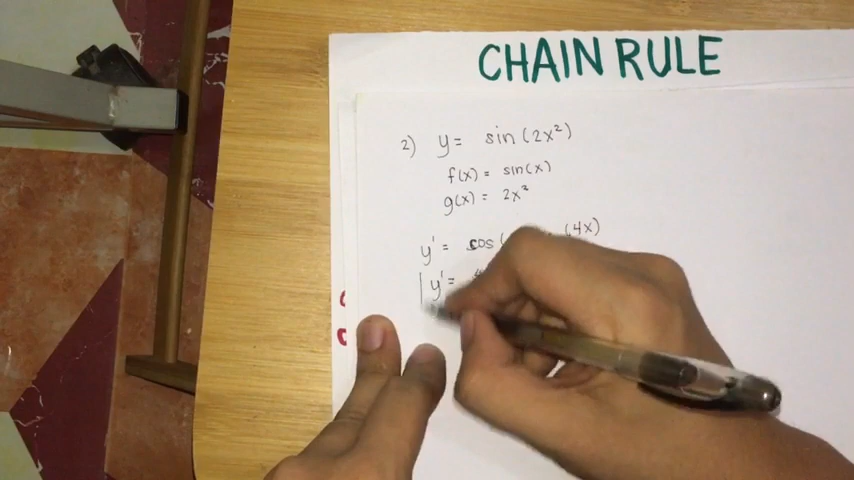 CHAIN RULE
2) y = sin (2x²)
f(x) = sin(x)
g(x) = 2x²
y' = cos ( (4x)
y' =